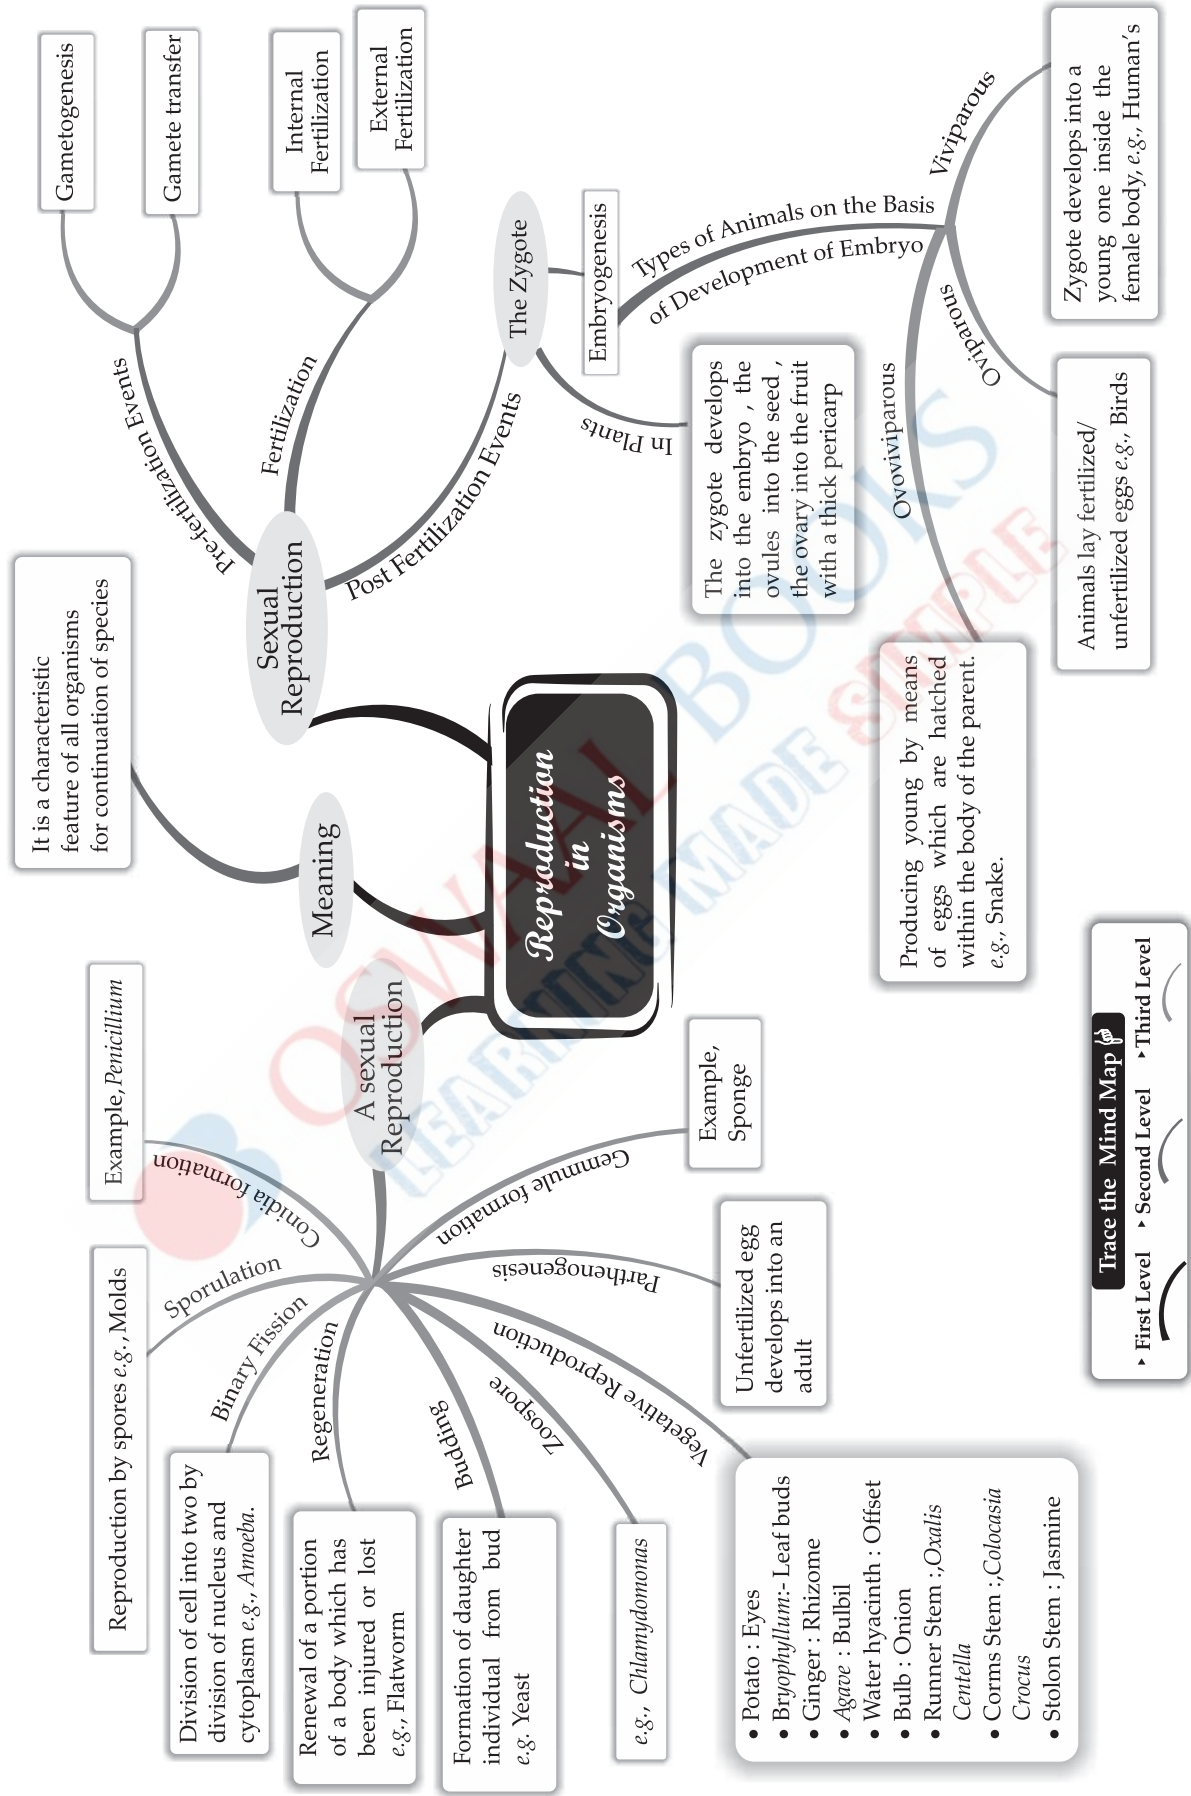 Reproduction
in
Organisms
Meaning
It is a characteristic
feature of all organisms
for continuation of species
A sexual
Reproduction
Conidia formation
Example, Penicillium
Sporulation
Reproduction by spores e.g., Molds
Binary Fission
Division of cell into two by
division of nucleus and
cytoplasm e.g., Amoeba.
Regeneration
Renewal of a portion
of a body which has
been injured or lost
e.g., Flatworm
Budding
Formation of daughter
individual from bud
e.g. Yeast
Zoospore
e.g., Chlamydomonas
Vegetative Reproduction
• Potato : Eyes
• Bryophyllum:- Leaf buds
• Ginger : Rhizome
• Agave : Bulbil
• Water hyacinth : Offset
• Bulb : Onion
• Runner Stem :,Oxalis
Centella
• Corms Stem :,Colocasia
Crocus
• Stolon Stem : Jasmine
Parthenogenesis
Unfertilized egg
develops into an
adult
Gemmule formation
Example,
Sponge
Sexual
Reproduction
Pre-fertilization Events
Gametogenesis
Gamete transfer
Fertilization
Internal
Fertilization
External
Fertilization
Post Fertilization Events
The Zygote
In Plants
The zygote develops
into the embryo , the
ovules into the seed ,
the ovary into the fruit
with a thick pericarp
Embryogenesis
Types of Animals on the Basis
of Development of Embryo
Ovoviviparous
Producing young by means
of eggs which are hatched
within the body of the parent.
e.g., Snake.
Oviparous
Animals lay fertilized/
unfertilized eggs e.g., Birds
Viviparous
Zygote develops into a
young one inside the
female body, e.g., Human's
Trace the Mind Map
▸ First Level ▸ Second Level ▸ Third Level
OSWAAL BOOKS
LEARNING MADE SIMPLE